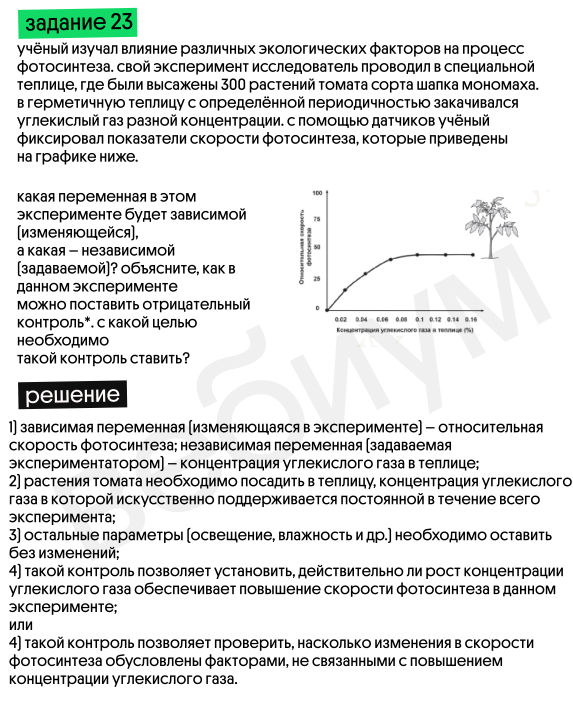 задание 23
учёный изучал влияние различных экологических факторов на процесс
фотосинтеза. свой эксперимент исследователь проводил в специальной
теплице, где были высажены 300 растений томата сорта шапка мономаха.
в герметичную теплицу с определённой периодичностью закачивался
углекислый газ разной концентрации. с помощью датчиков учёный
фиксировал показатели скорости фотосинтеза, которые приведены
на графике ниже.
какая переменная в этом
эксперименте будет зависимой
(изменяющейся),
а какая – независимой
(задаваемой)? объясните, как в
данном эксперименте
можно поставить отрицательный
контроль*. с какой целью
необходимо
такой контроль ставить?
Относительная скорость
фотосинтеза
100
75
50
25
0
0.02 0.04 0.06 0.08 0.1 0.12 0.14 0.16
Концентрация углекислого газа в теплице (%)
решение
1) зависимая переменная (изменяющаяся в эксперименте) – относительная
скорость фотосинтеза; независимая переменная (задаваемая
экспериментатором) – концентрация углекислого газа в теплице;
2) растения томата необходимо посадить в теплицу, концентрация углекислого
газа в которой искусственно поддерживается постоянной в течение всего
эксперимента;
3) остальные параметры (освещение, влажность и др.) необходимо оставить
без изменений;
4) такой контроль позволяет установить, действительно ли рост концентрации
углекислого газа обеспечивает повышение скорости фотосинтеза в данном
эксперименте;
или
4) такой контроль позволяет проверить, насколько изменения в скорости
фотосинтеза обусловлены факторами, не связанными с повышением
концентрации углекислого газа.
вебиум